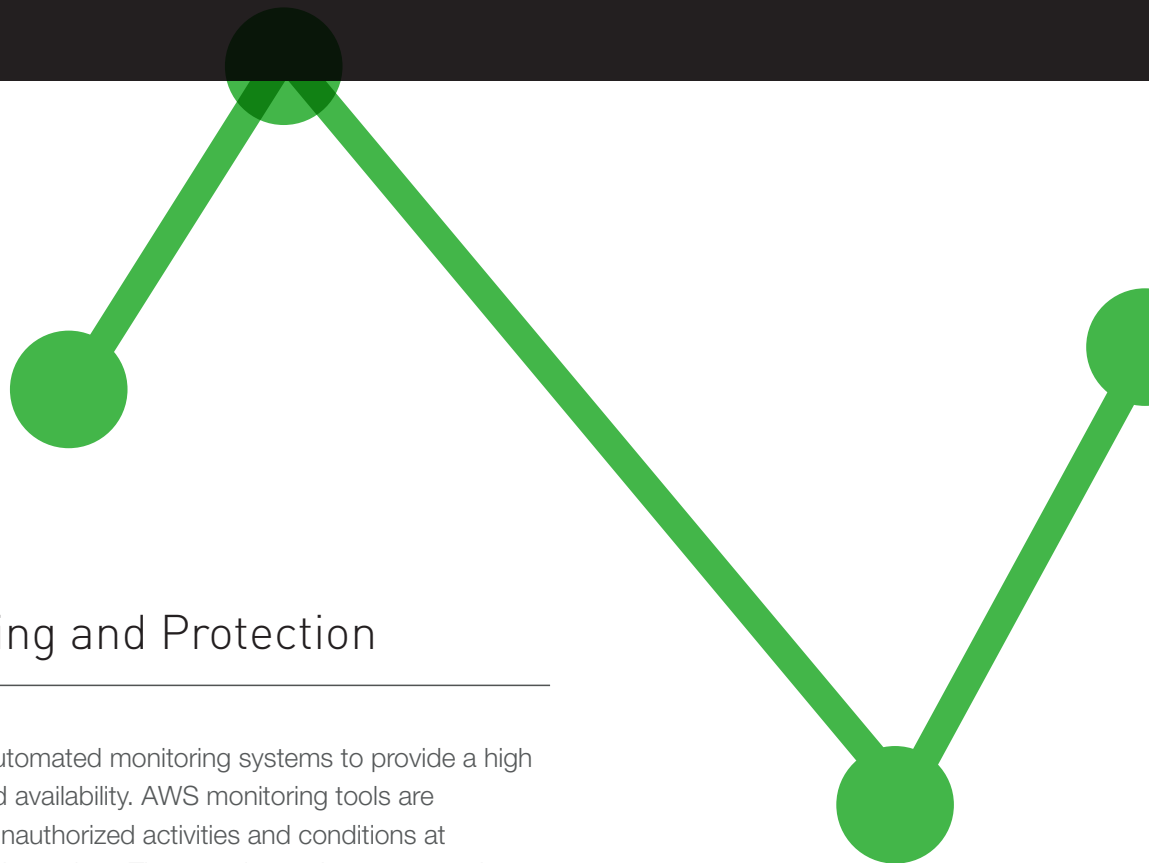 ing and Protection
utomated monitoring systems to provide a high
d availability. AWS monitoring tools are
nauthorized activities and conditions at